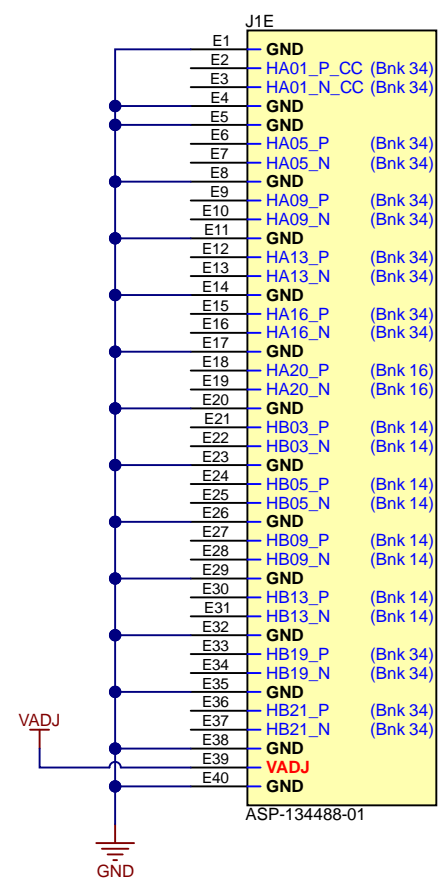 J1E
E1 GND
E2 HA01_P_CC (Bnk 34)
E3 HA01_N_CC (Bnk 34)
E4 GND
E5 GND
E6 HA05_P (Bnk 34)
E7 HA05_N (Bnk 34)
E8 GND
E9 HA09_P (Bnk 34)
E10 HA09_N (Bnk 34)
E11 GND
E12 HA13_P (Bnk 34)
E13 HA13_N (Bnk 34)
E14 GND
E15 HA16_P (Bnk 34)
E16 HA16_N (Bnk 34)
E17 GND
E18 HA20_P (Bnk 16)
E19 HA20_N (Bnk 16)
E20 GND
E21 HB03_P (Bnk 14)
E22 HB03_N (Bnk 14)
E23 GND
E24 HB05_P (Bnk 14)
E25 HB05_N (Bnk 14)
E26 GND
E27 HB09_P (Bnk 14)
E28 HB09_N (Bnk 14)
E29 GND
E30 HB13_P (Bnk 14)
E31 HB13_N (Bnk 14)
E32 GND
E33 HB19_P (Bnk 34)
E34 HB19_N (Bnk 34)
E35 GND
E36 HB21_P (Bnk 34)
E37 HB21_N (Bnk 34)
VADJ
E38 GND
E39 VADJ
E40 GND
ASP-134488-01
GND